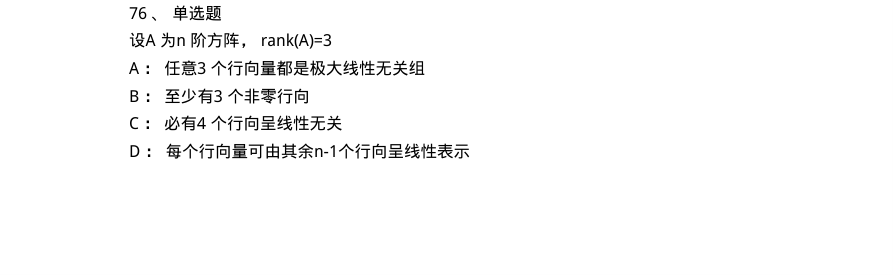 76 、 单选题
设A 为n 阶方阵， rank(A)=3
A ： 任意3 个行向量都是极大线性无关组
B ： 至少有3 个非零行向
C ： 必有4 个行向呈线性无关
D ： 每个行向量可由其余n-1个行向呈线性表示